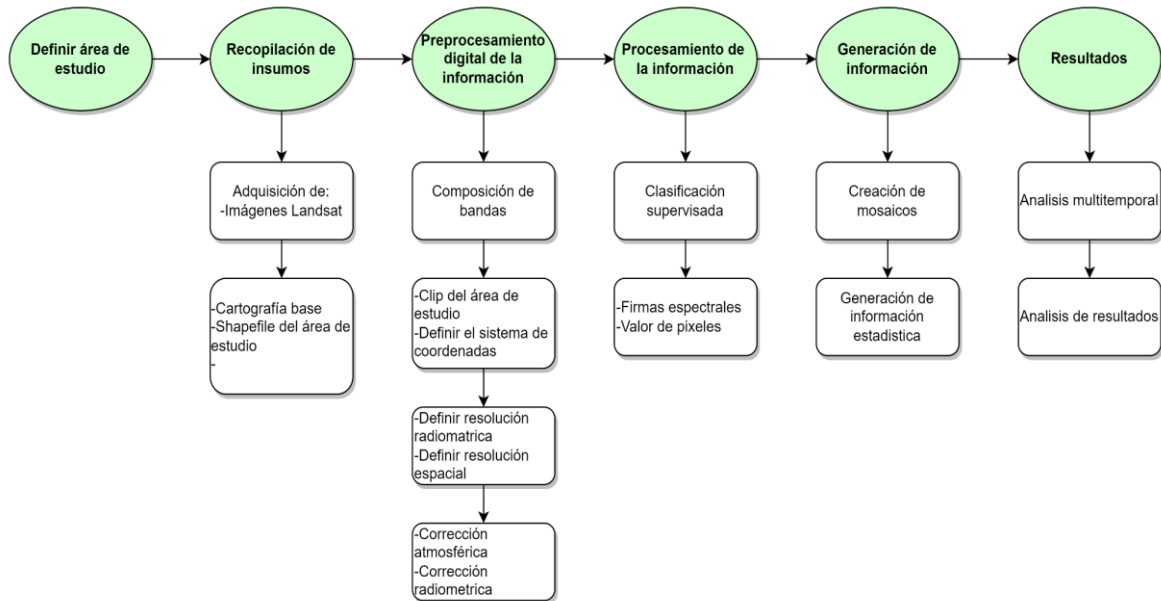 Definir área de
estudio
Recopilación de
insumos
Preprocesamiento
digital de la
información
Procesamiento de
la información
Generación de
información
Resultados
Adquisición de:
-Imágenes Landsat
-Cartografía base
-Shapefile del área de
estudio
-
Composición de
bandas
-Clip del área de
estudio
-Definir el sistema de
coordenadas
-Definir resolución
radiomatrica
-Definir resolución
espacial
-Corrección
atmosférica
-Corrección
radiometrica
Clasificación
supervisada
-Firmas espectrales
-Valor de pixeles
Creación de
mosaicos
Generación de
información
estadistica
Analisis multitemporal
Analisis de resultados